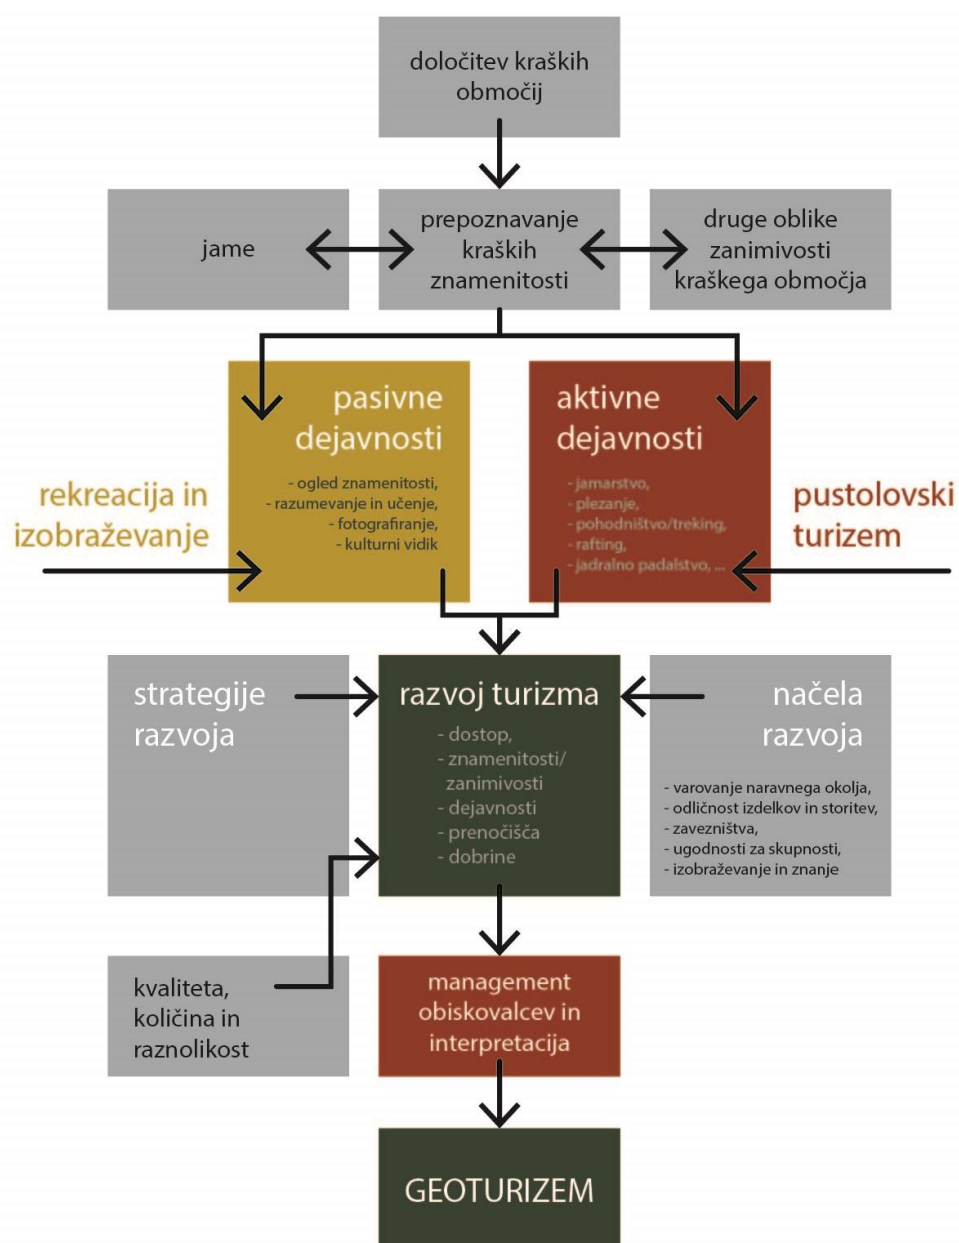 določitev kraških
območij
jame
prepoznavanje
kraških
znamenitosti
druge oblike
zanimivosti
kraškega območja
pasivne
dejavnosti
- ogled znamenitosti,
- razumevanje in učenje,
- fotografiranje,
- kulturni vidik
aktivne
dejavnosti
- jamarstvo,
- plezanje,
- pohodništvo/treking,
- rafting,
- jadralno padalstvo, ...
rekreacija in
izobraževanje
pustolovski
turizem
strategije
razvoja
razvoj turizma
- dostop,
- znamenitosti/
zanimivosti
- dejavnosti
- prenočišča
- dobrine
načela
razvoja
- varovanje naravnega okolja,
- odličnost izdelkov in storitev,
- zavezništva,
- ugodnosti za skupnosti,
- izobraževanje in znanje
kvaliteta,
količina in
raznolikost
management
obiskovalcev in
interpretacija
GEOTURIZEM